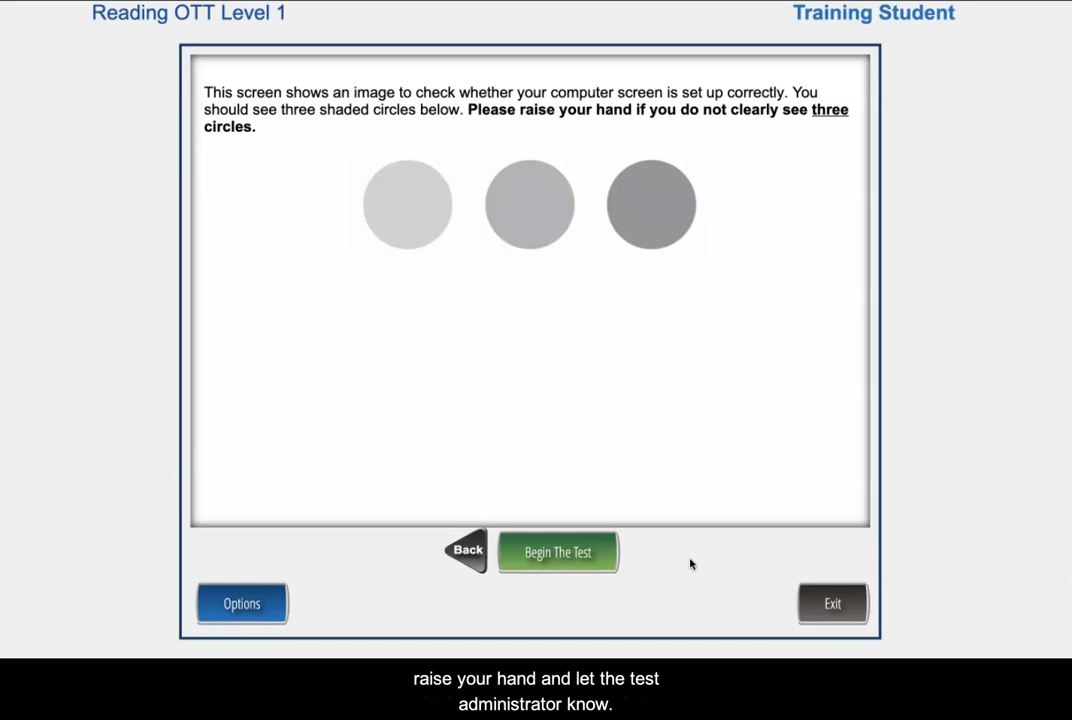 Reading OTT Level 1
Training Student
This screen shows an image to check whether your computer screen is set up correctly. You
should see three shaded circles below. Please raise your hand if you do not clearly see three
circles.
Back
Begin The Test
Options
Exit
raise your hand and let the test
administrator know.